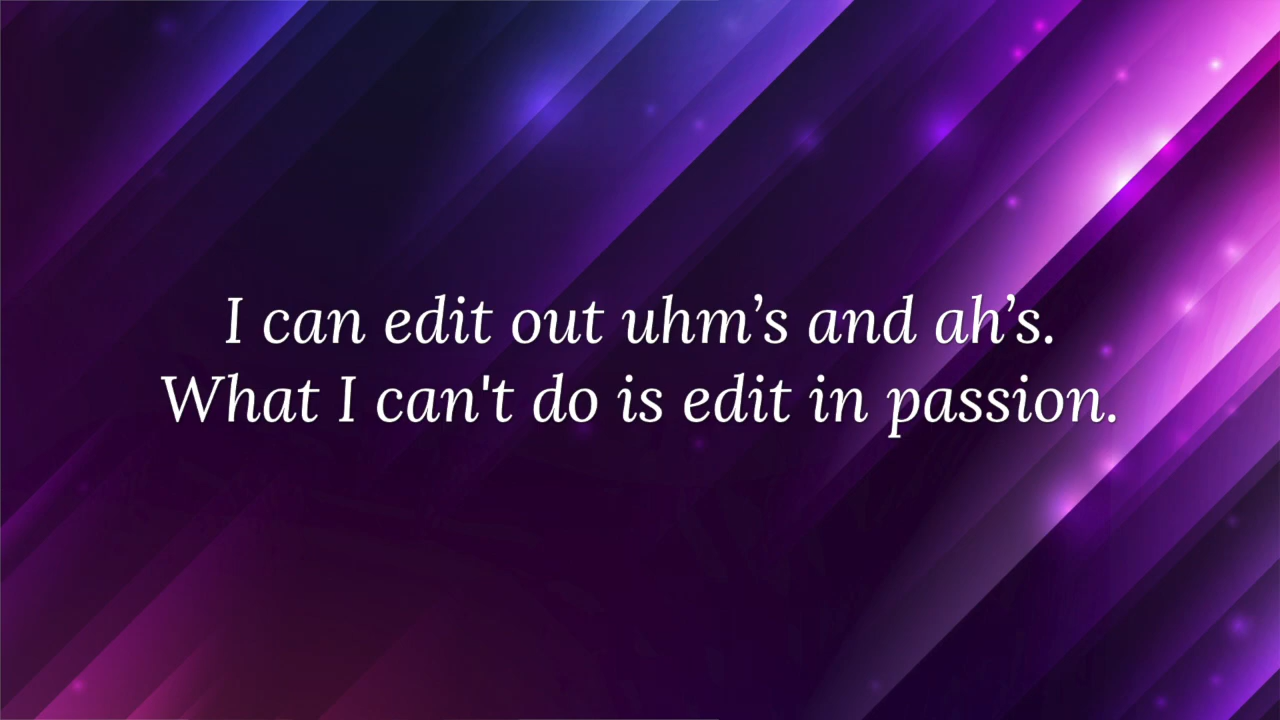 I can edit out uhm’s and ah’s.
What I can't do is edit in passion.